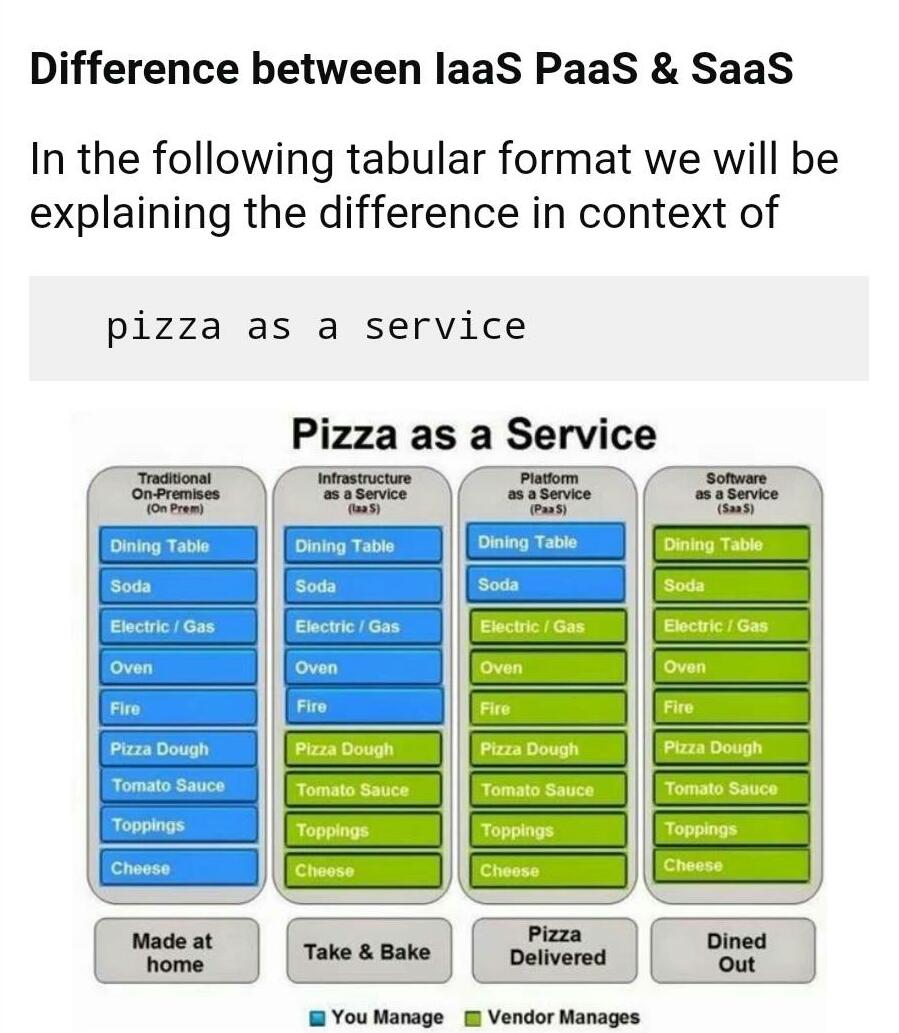 Difference between IaaS PaaS & SaaS
In the following tabular format we will be
explaining the difference in context of
pizza as a service
Pizza as a Service
Traditional
On-Premises
(On Prem)
Dining Table
Soda
Electric / Gas
Oven
Fire
Pizza Dough
Tomato Sauce
Toppings
Cheese
Made at
home
Infrastructure
as a Service
(IaaS)
Dining Table
Soda
Electric / Gas
Oven
Fire
Pizza Dough
Tomato Sauce
Toppings
Cheese
Take & Bake
Platform
as a Service
(PaaS)
Dining Table
Soda
Electric / Gas
Oven
Fire
Pizza Dough
Tomato Sauce
Toppings
Cheese
Pizza
Delivered
Software
as a Service
(SaaS)
Dining Table
Soda
Electric / Gas
Oven
Fire
Pizza Dough
Tomato Sauce
Toppings
Cheese
Dined
Out
You Manage
Vendor Manages